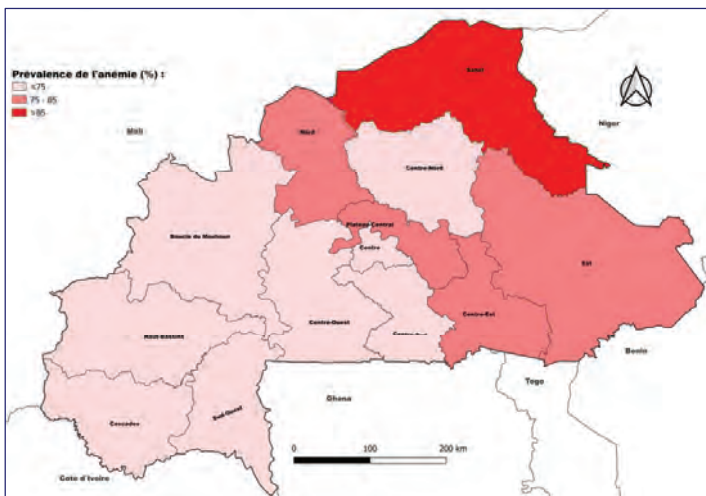 Prévalence de l'anémie (%) :
<75
75 - 85
>85
Sahel
Mali
Nord
Niger
Centre-Nord
Plateau-Central
Boucle du Mouhoun
Centre
Est
Centre-Ouest
Centre-Est
Haut-Bassins
Benin
Togo
Ghana
Sud-Ouest
Cascades
0 100 200 km
Cote d'Ivoire